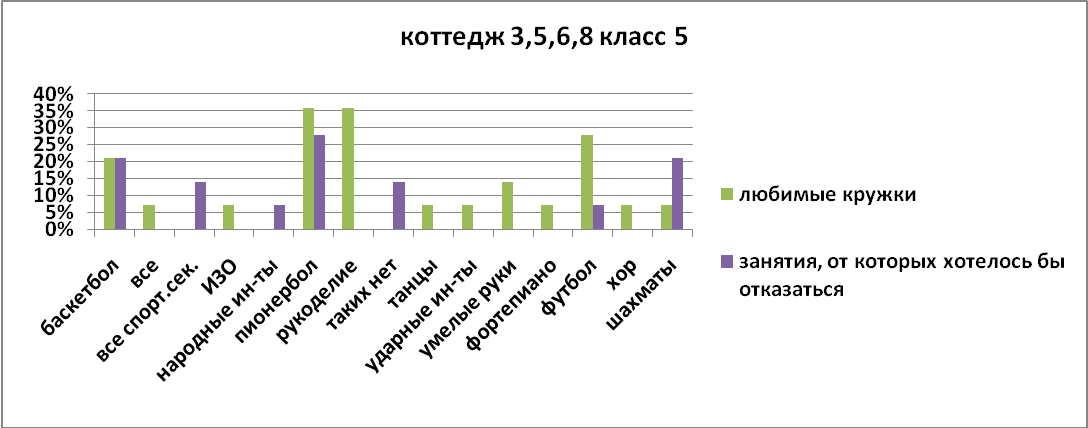 коттедж 3,5,6,8 класс 5
40%
35%
30%
25%
20%
15%
10%
5%
0%
баскетбол
все
все спорт.сек.
ИЗО
народные ин-ты
пионербол
рукоделие
таких нет
танцы
ударные ин-ты
умелые руки
фортепиано
футбол
хор
шахматы
любимые кружки
занятия, от которых хотелось бы
отказаться